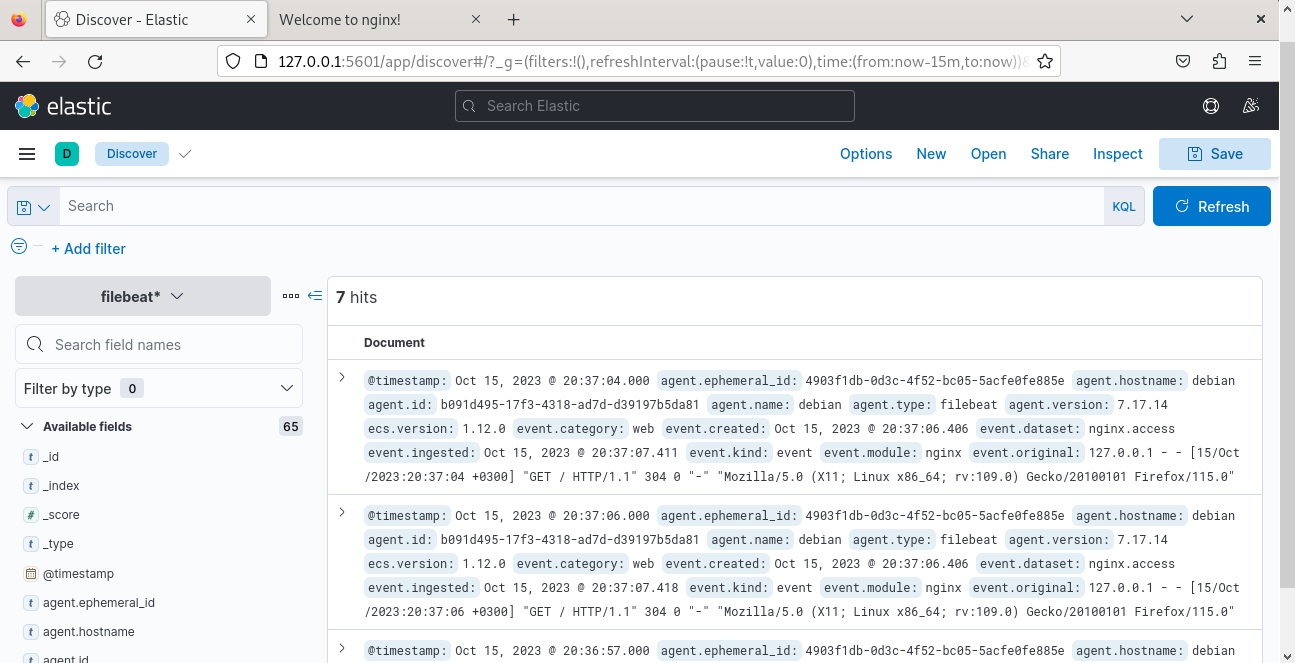 Discover - Elastic
Welcome to nginx!
127.0.0.1:5601/app/discover#/?_g=(filters:!(),refreshInterval:(pause:!t,value:0),time:(from:now-15m,to:now))&
elastic
Search Elastic
D
Discover
Options
New
Open
Share
Inspect
Save
Search
KQL
Refresh
+ Add filter
filebeat*
Search field names
Filter by type 0
Available fields 65
t _id
t _index
# _score
t _type
@timestamp
t agent.ephemeral_id
t agent.hostname
t agent.id
7 hits
Document
@timestamp: Oct 15, 2023 @ 20:37:04.000 agent.ephemeral_id: 4903f1db-0d3c-4f52-bc05-5acfe0fe885e agent.hostname: debian
agent.id: b091d495-17f3-4318-ad7d-d39197b5da81 agent.name: debian agent.type: filebeat agent.version: 7.17.14
ecs.version: 1.12.0 event.category: web event.created: Oct 15, 2023 @ 20:37:06.406 event.dataset: nginx.access
event.ingested: Oct 15, 2023 @ 20:37:07.411 event.kind: event event.module: nginx event.original: 127.0.0.1 - - [15/Oct
/2023:20:37:04 +0300] "GET / HTTP/1.1" 304 0 "-" "Mozilla/5.0 (X11; Linux x86_64; rv:109.0) Gecko/20100101 Firefox/115.0"
@timestamp: Oct 15, 2023 @ 20:37:06.000 agent.ephemeral_id: 4903f1db-0d3c-4f52-bc05-5acfe0fe885e agent.hostname: debian
agent.id: b091d495-17f3-4318-ad7d-d39197b5da81 agent.name: debian agent.type: filebeat agent.version: 7.17.14
ecs.version: 1.12.0 event.category: web event.created: Oct 15, 2023 @ 20:37:06.406 event.dataset: nginx.access
event.ingested: Oct 15, 2023 @ 20:37:07.418 event.kind: event event.module: nginx event.original: 127.0.0.1 - - [15/Oct
/2023:20:37:06 +0300] "GET / HTTP/1.1" 304 0 "-" "Mozilla/5.0 (X11; Linux x86_64; rv:109.0) Gecko/20100101 Firefox/115.0"
@timestamp: Oct 15, 2023 @ 20:36:57.000 agent.ephemeral_id: 4903f1db-0d3c-4f52-bc05-5acfe0fe885e agent.hostname: debian